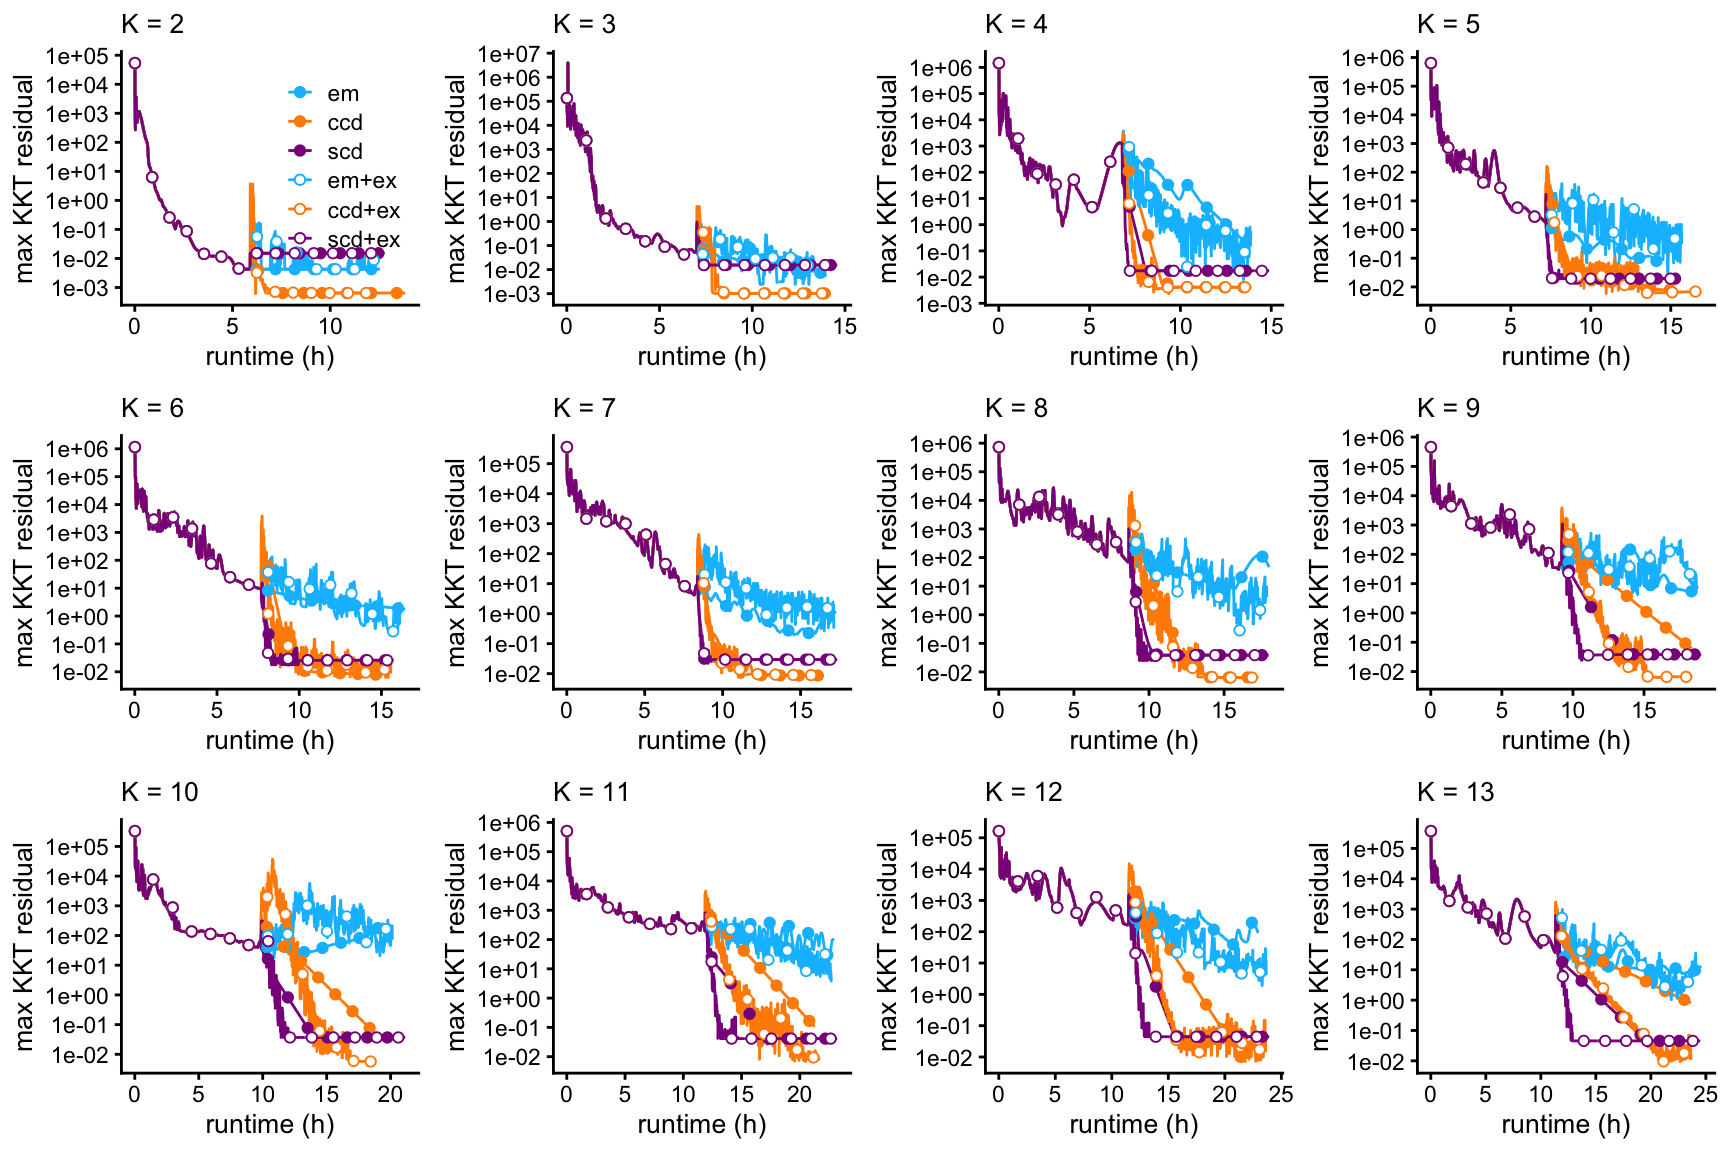 K = 2
1e+05
1e+04
1e+03
1e+02
1e+01
1e+00
1e-01
1e-02
1e-03
max KKT residual
0 5 10
runtime (h)
em
ccd
scd
em+ex
ccd+ex
scd+ex
K = 3
1e+07
1e+06
1e+05
1e+04
1e+03
1e+02
1e+01
1e+00
1e-01
1e-02
1e-03
max KKT residual
0 5 10 15
runtime (h)
K = 4
1e+06
1e+05
1e+04
1e+03
1e+02
1e+01
1e+00
1e-01
1e-02
1e-03
max KKT residual
0 5 10 15
runtime (h)
K = 5
1e+06
1e+05
1e+04
1e+03
1e+02
1e+01
1e+00
1e-01
1e-02
max KKT residual
0 5 10 15
runtime (h)
K = 6
1e+06
1e+05
1e+04
1e+03
1e+02
1e+01
1e+00
1e-01
1e-02
max KKT residual
0 5 10 15
runtime (h)
K = 7
1e+05
1e+04
1e+03
1e+02
1e+01
1e+00
1e-01
1e-02
max KKT residual
0 5 10 15
runtime (h)
K = 8
1e+06
1e+05
1e+04
1e+03
1e+02
1e+01
1e+00
1e-01
1e-02
max KKT residual
0 5 10 15
runtime (h)
K = 9
1e+06
1e+05
1e+04
1e+03
1e+02
1e+01
1e+00
1e-01
1e-02
max KKT residual
0 5 10 15
runtime (h)
K = 10
1e+05
1e+04
1e+03
1e+02
1e+01
1e+00
1e-01
1e-02
max KKT residual
0 5 10 15 20
runtime (h)
K = 11
1e+06
1e+05
1e+04
1e+03
1e+02
1e+01
1e+00
1e-01
1e-02
max KKT residual
0 5 10 15 20
runtime (h)
K = 12
1e+05
1e+04
1e+03
1e+02
1e+01
1e+00
1e-01
1e-02
max KKT residual
0 5 10 15 20 25
runtime (h)
K = 13
1e+05
1e+04
1e+03
1e+02
1e+01
1e+00
1e-01
1e-02
max KKT residual
0 5 10 15 20 25
runtime (h)